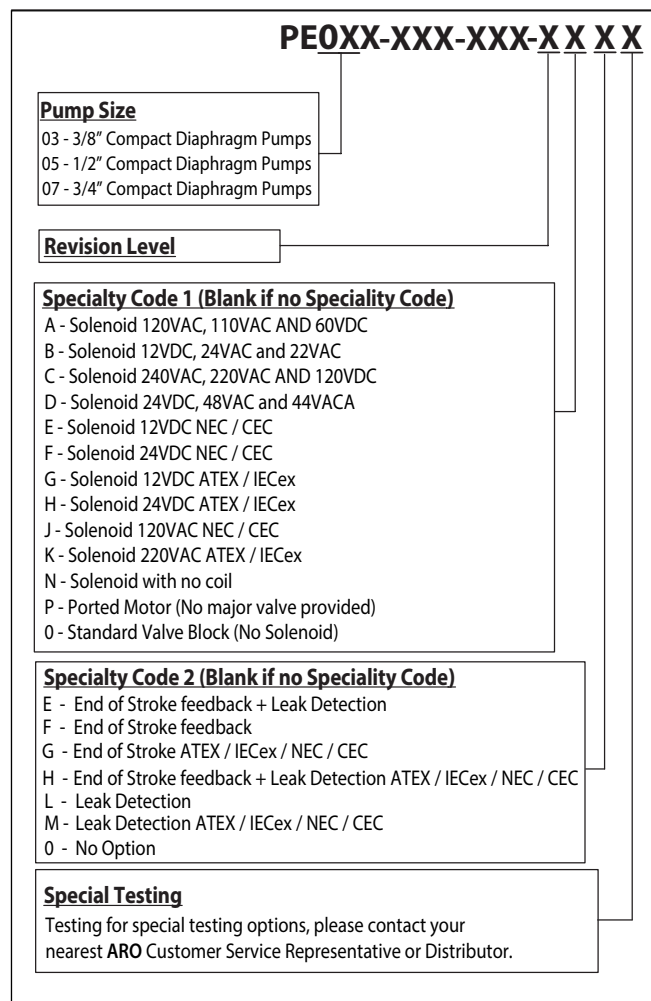 PE0XX-XXX-XXX-X X X X
Pump Size
03 - 3/8" Compact Diaphragm Pumps
05 - 1/2" Compact Diaphragm Pumps
07 - 3/4" Compact Diaphragm Pumps
Revision Level
Specialty Code 1 (Blank if no Speciality Code)
A - Solenoid 120VAC, 110VAC AND 60VDC
B - Solenoid 12VDC, 24VAC and 22VAC
C - Solenoid 240VAC, 220VAC AND 120VDC
D - Solenoid 24VDC, 48VAC and 44VACA
E - Solenoid 12VDC NEC / CEC
F - Solenoid 24VDC NEC / CEC
G - Solenoid 12VDC ATEX / IECex
H - Solenoid 24VDC ATEX / IECex
J - Solenoid 120VAC NEC / CEC
K - Solenoid 220VAC ATEX / IECex
N - Solenoid with no coil
P - Ported Motor (No major valve provided)
0 - Standard Valve Block (No Solenoid)
Specialty Code 2 (Blank if no Speciality Code)
E - End of Stroke feedback + Leak Detection
F - End of Stroke feedback
G - End of Stroke ATEX / IECex / NEC / CEC
H - End of Stroke feedback + Leak Detection ATEX / IECex / NEC / CEC
L - Leak Detection
M - Leak Detection ATEX / IECex / NEC / CEC
0 - No Option
Special Testing
Testing for special testing options, please contact your
nearest ARO Customer Service Representative or Distributor.